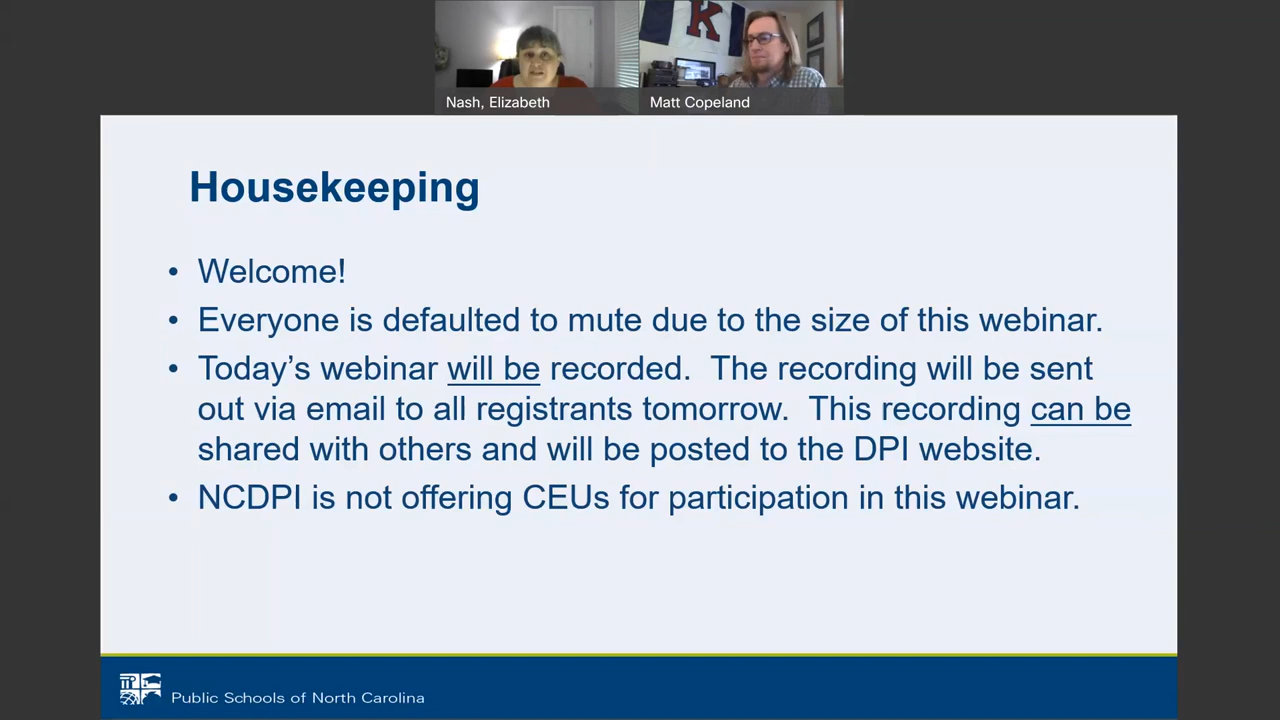 K
Nash, Elizabeth
Matt Copeland
Housekeeping
• Welcome!
• Everyone is defaulted to mute due to the size of this webinar.
• Today’s webinar will be recorded.  The recording will be sent
out via email to all registrants tomorrow.  This recording can be
shared with others and will be posted to the DPI website.
• NCDPI is not offering CEUs for participation in this webinar.
Public Schools of North Carolina